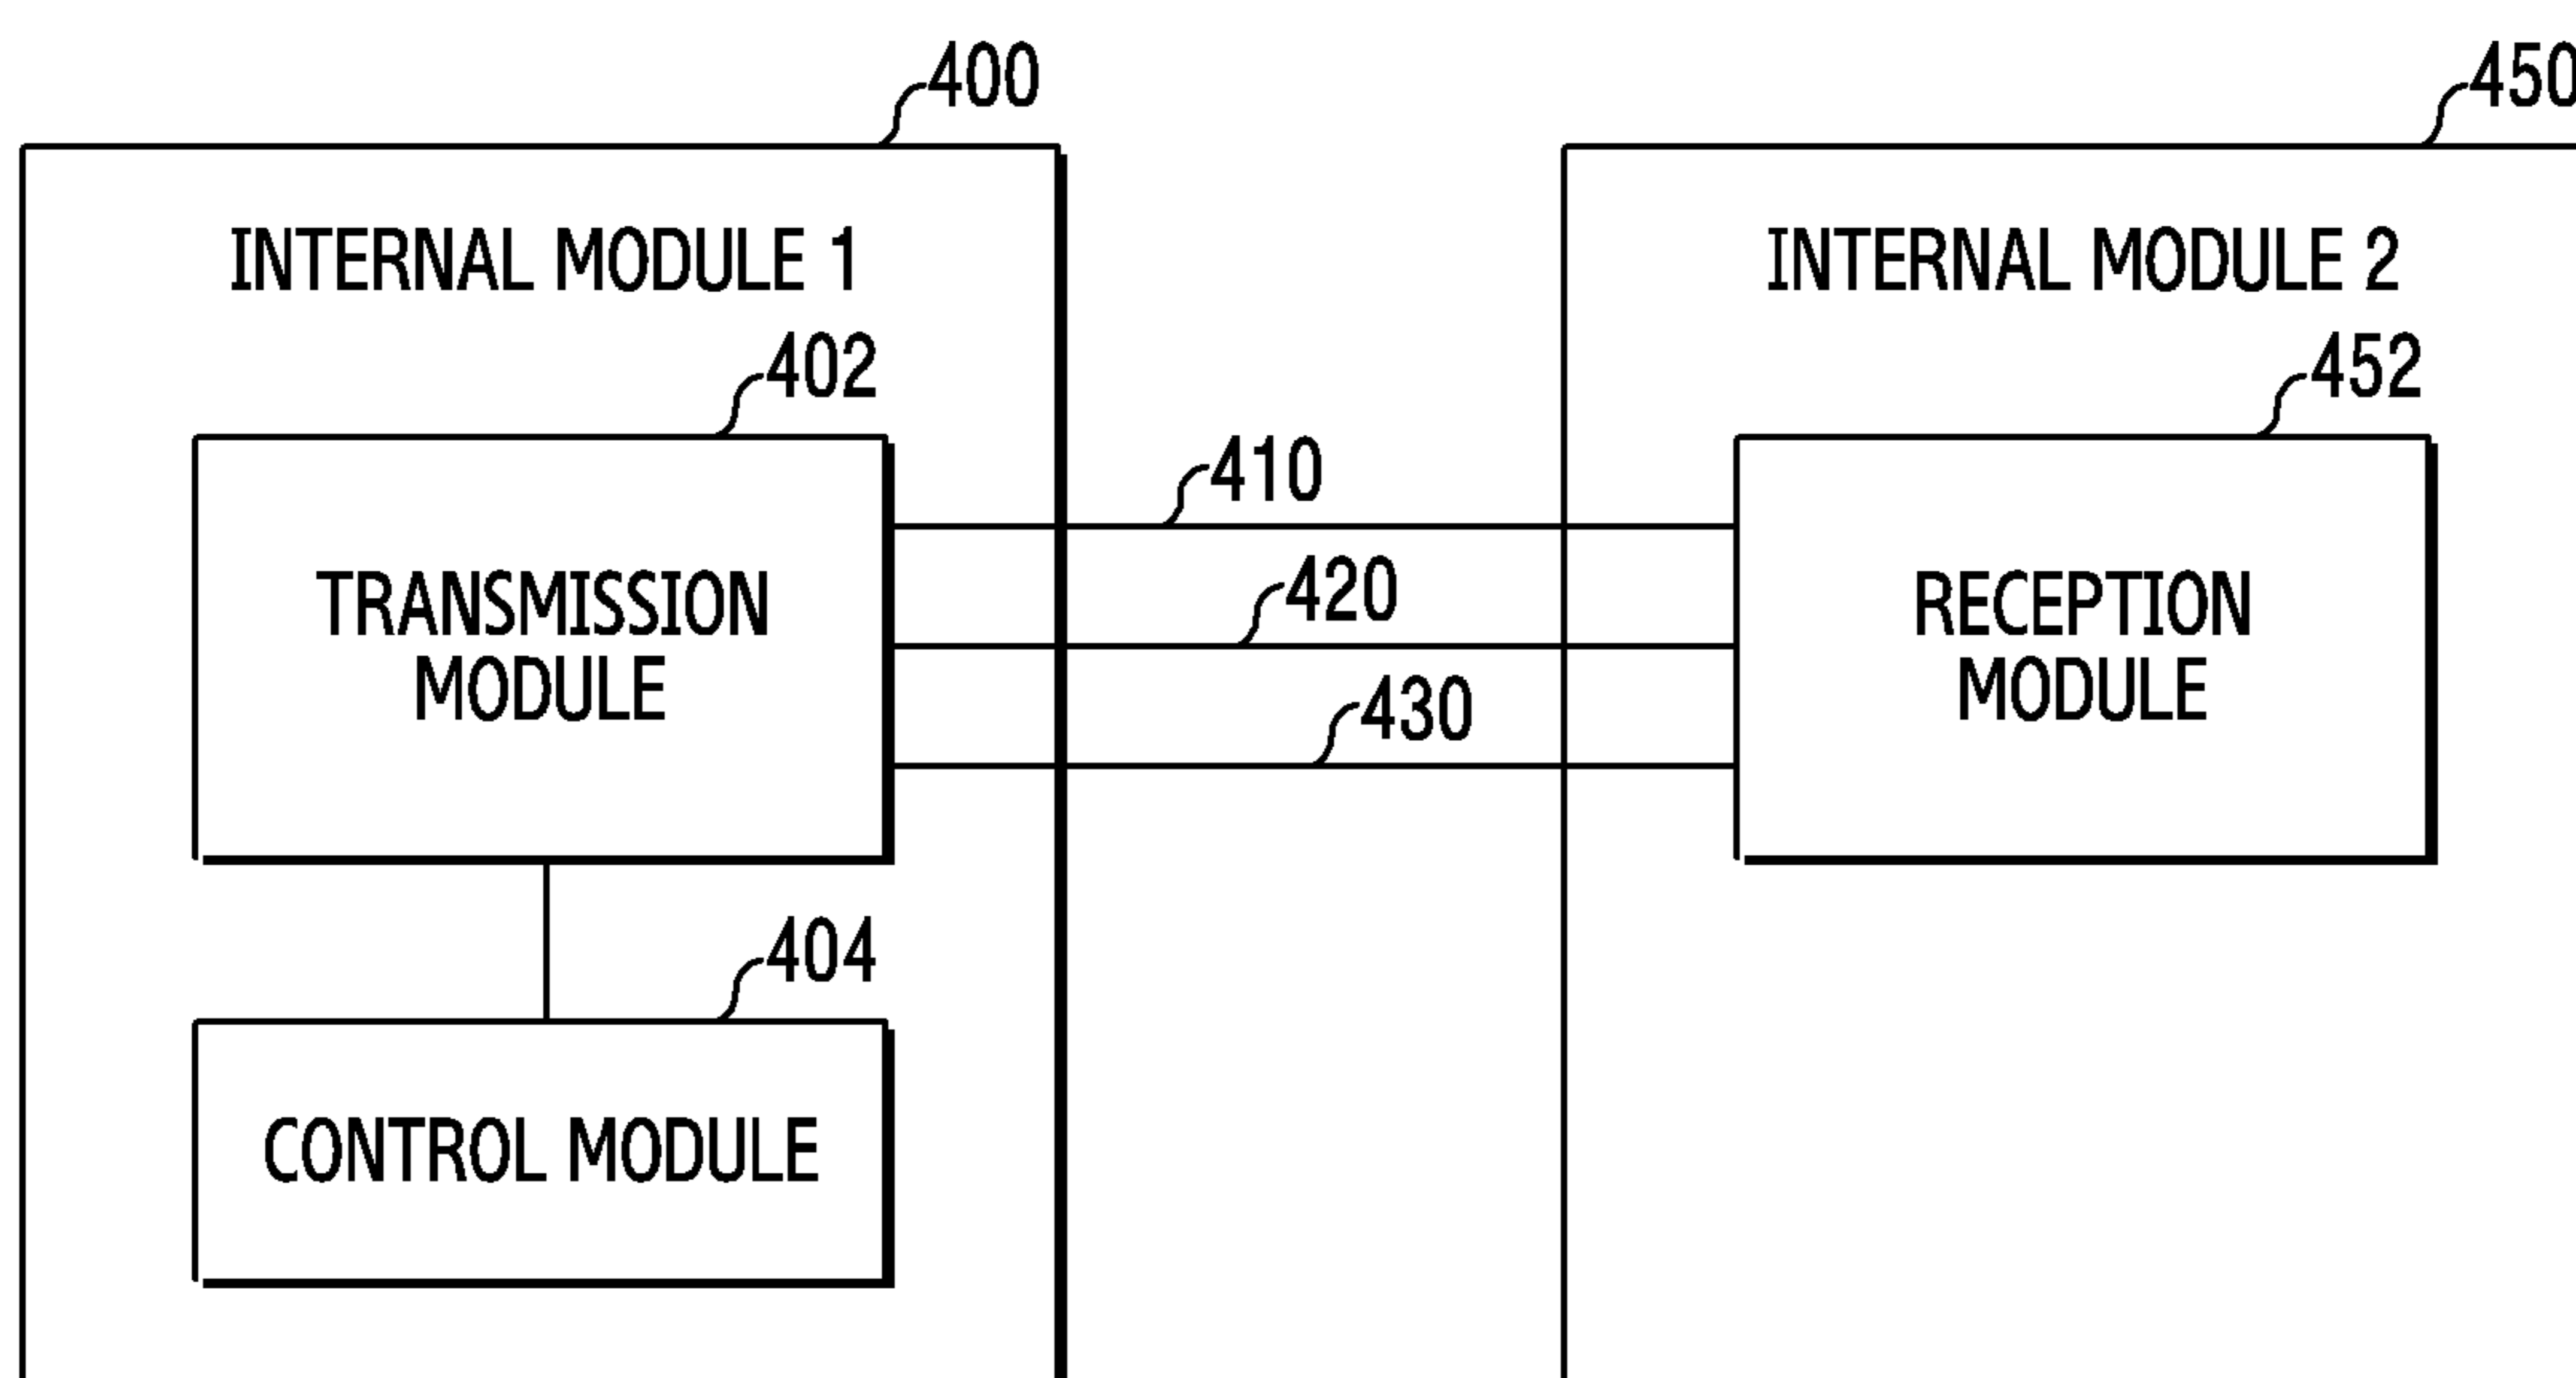 400
450
INTERNAL MODULE 1
INTERNAL MODULE 2
402
452
410
TRANSMISSION
MODULE
420
RECEPTION
MODULE
430
404
CONTROL MODULE